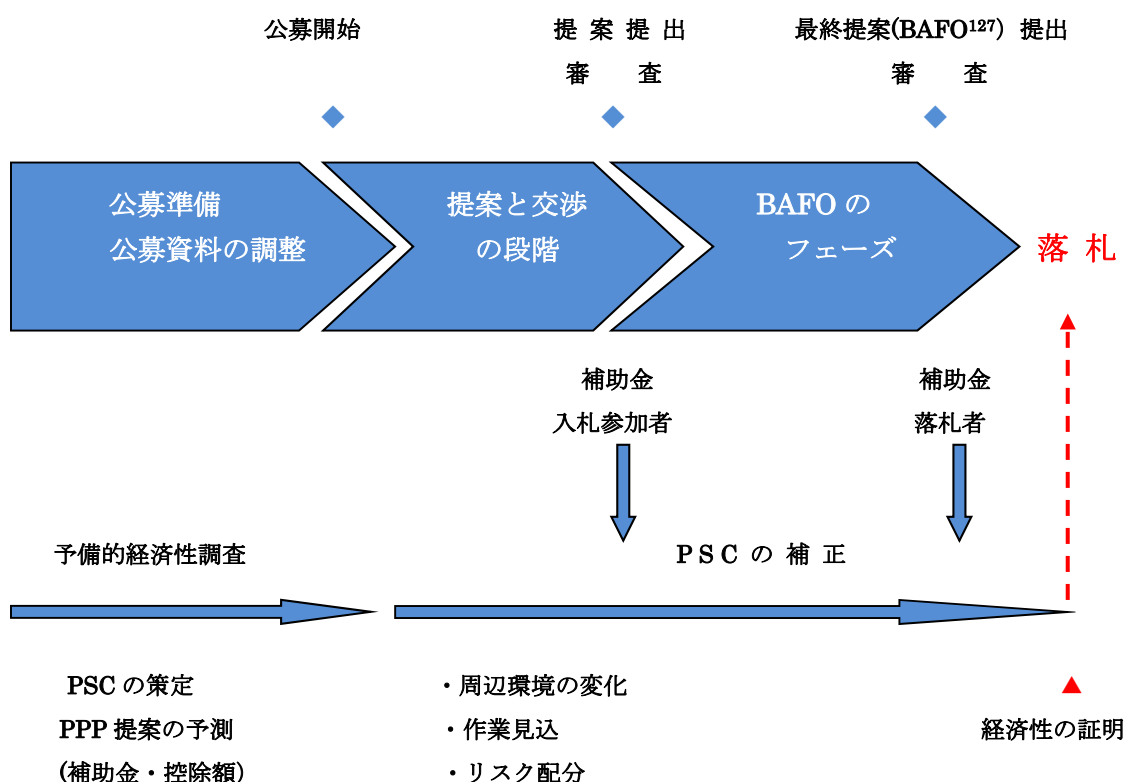 公募開始
提案提出
審査
最終提案(BAFO127)提出
審査
公募準備
公募資料の調整
提案と交渉
の段階
BAFO の
フェーズ
落札
補助金
入札参加者
補助金
落札者
予備的経済性調査
PSC の補正
PSC の策定
PPP 提案の予測
(補助金・控除額)
・周辺環境の変化
・作業見込
・リスク配分
経済性の証明